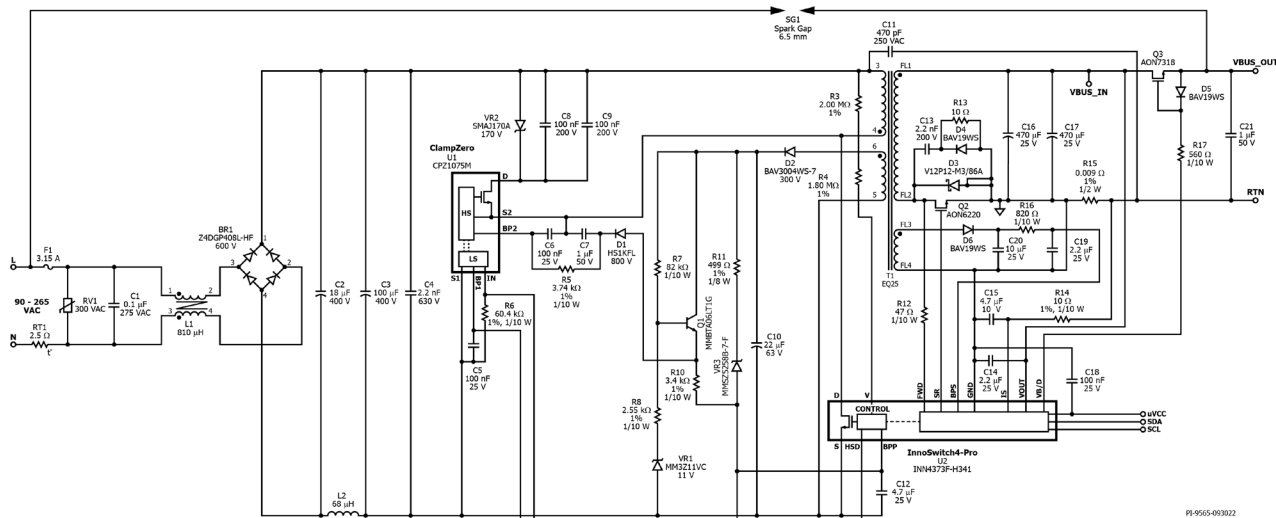 SG1
Spark Gap
6.5 mm
C11
470 pF
250 VAC
Q3
AON7318
VBUS_OUT
VBUS_IN
D5
BAV19WS
C21
1 µF
50 V
R17
560 Ω
1/10 W
RTN
3
4
6
5
FL1
FL2
FL3
FL4
T1
EQ25
R13
10 Ω
D4
BAV19WS
C13
2.2 nF
200 V
D3
V12P12-M3/86A
C16
470 µF
25 V
C17
470 µF
25 V
R15
0.009 Ω
1%
1/2 W
Q2
AON6220
R16
820 Ω
1/10 W
D6
BAV19WS
C20
10 µF
25 V
C19
2.2 µF
25 V
R3
2.00 MΩ
1%
R4
1.80 MΩ
1%
D2
BAV3004WS-7
300 V
VR2
SMAJ170A
170 V
C8
100 nF
200 V
C9
100 nF
200 V
ClampZero
U1
CPZ1075M
D
HS
S2
BP2
LS
S1
BP1
IN
C6
100 nF
25 V
C7
1 µF
50 V
D1
HS1KFL
800 V
R5
3.74 kΩ
1%
1/10 W
R6
60.4 kΩ
1%, 1/10 W
C5
100 nF
25 V
R7
82 kΩ
1/10 W
R11
499 Ω
1%
1/8 W
Q1
MMBTA06LT1G
VR3
MMSZ5258B-7-F
C10
22 µF
63 V
R10
3.4 kΩ
1%
1/10 W
R8
2.55 kΩ
1%
1/10 W
VR1
MM3Z11VC
11 V
R12
47 Ω
1/10 W
C15
4.7 µF
10 V
R14
10 Ω
1%, 1/10 W
C14
2.2 µF
25 V
C18
100 nF
25 V
FWD
SR
BPS
GND
IS
VOUT
VB/D
D
V
CONTROL
S
HSD
BPP
InnoSwitch4-Pro
U2
INN4373F-H341
uVCC
SDA
SCL
C12
4.7 µF
25 V
L
F1
3.15 A
90 - 265
VAC
RV1
300 VAC
C1
0.1 µF
275 VAC
N
RT1
2.5 Ω
t°
1
2
3
4
L1
810 µH
BR1
Z4DGP408L-HF
600 V
1
2
3
4
C2
18 µF
400 V
C3
100 µF
400 V
C4
2.2 nF
630 V
L2
68 µH
PI-9565-093022